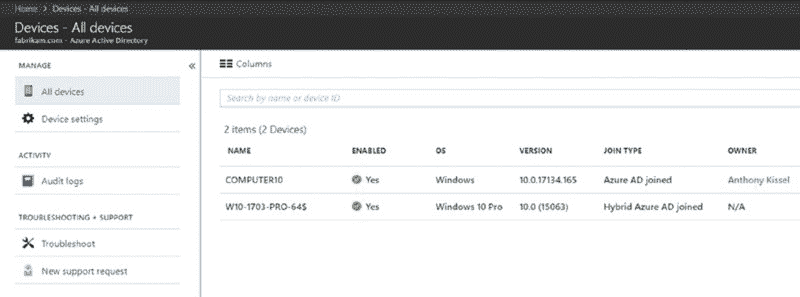 Home > Devices - All devices
Devices - All devices
fabrikam.com - Azure Active Directory
MANAGE
All devices
Device settings
ACTIVITY
Audit logs
TROUBLESHOOTING + SUPPORT
Troubleshoot
New support request
Columns
Search by name or device ID
2 items (2 Devices)
NAME ENABLED OS VERSION JOIN TYPE OWNER
COMPUTER10 Yes Windows 10.0.17134.165 Azure AD joined Anthony Kissel
W10-1703-PRO-64$ Yes Windows 10 Pro 10.0 (15063) Hybrid Azure AD joined N/A